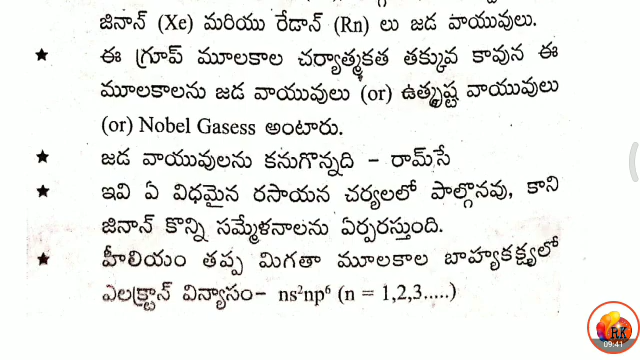 జినాన్ (Xe) మరియు రేడాన్ (Rn) లు జడ వాయువులు.
★ ఈ గ్రూప్ మూలకాల చర్యాత్మకత తక్కువ కావున ఈ
మూలకాలను జడ వాయువులు (or) ఉత్కృష్ట వాయువులు
(or) Nobel Gasess అంటారు.
★ జడ వాయువులను కనుగొన్నది – రామ్‌సే
★ ఇవి ఏ విధమైన రసాయన చర్యలలో పాల్గొనవు, కాని
జినాన్ కొన్ని సమ్మేళనాలను ఏర్పరస్తుంది.
★ హీలియం తప్ప మిగతా మూలకాల బాహ్యకక్ష్యలో
ఎలక్ట్రాన్ విన్యాసం– ns²np⁶ (n = 1,2,3.....)
RK
09:41